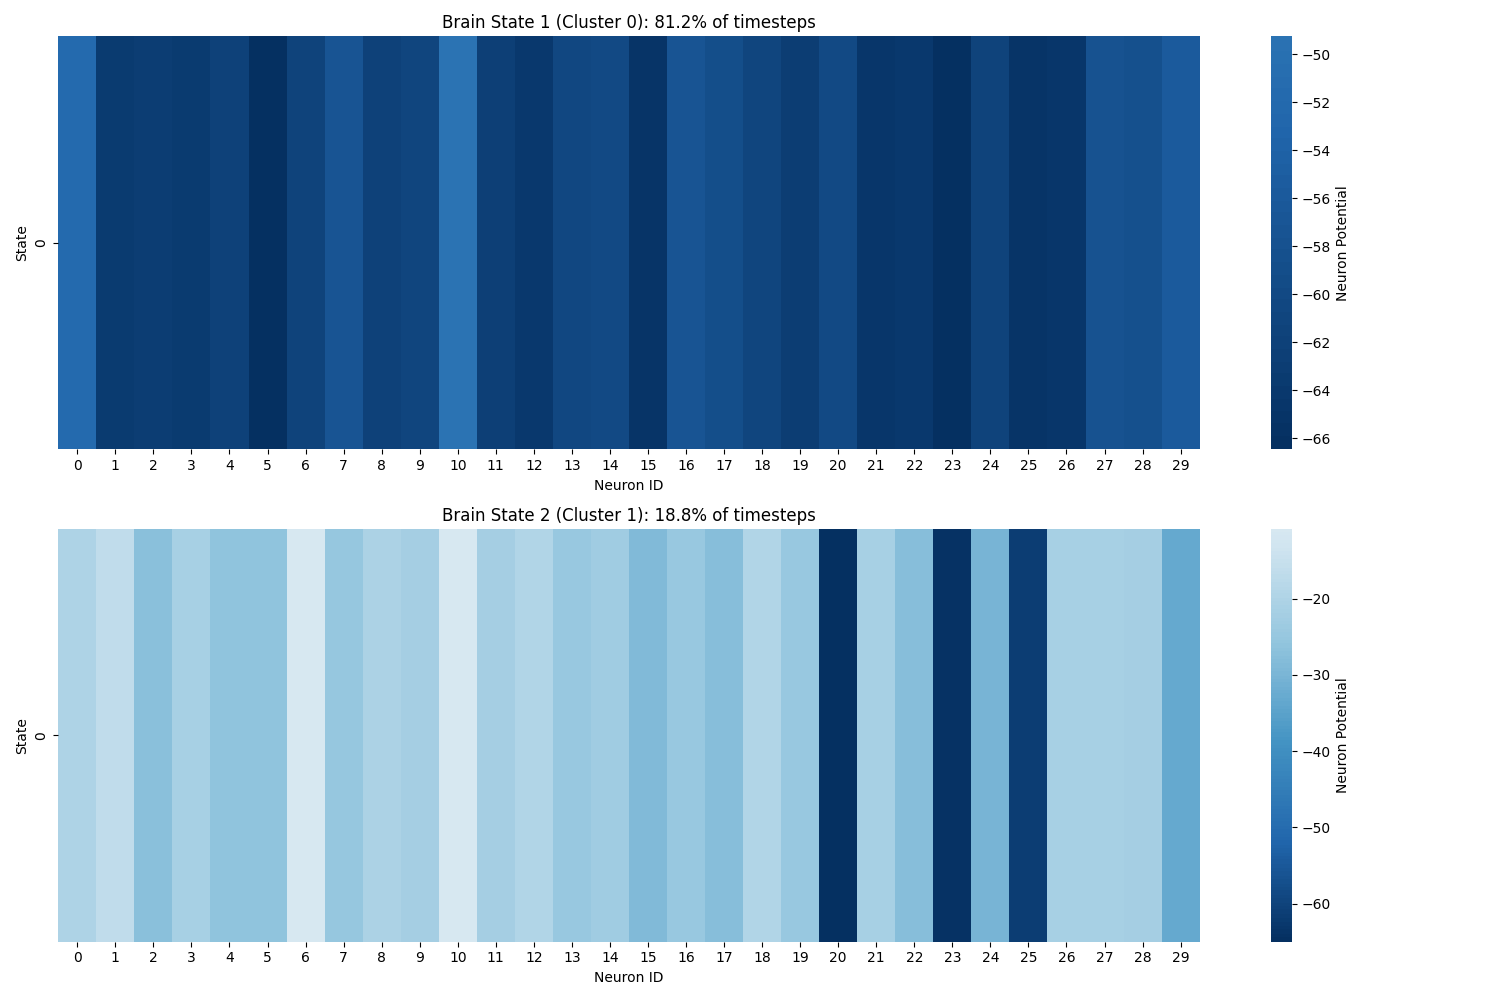 Brain State 1 (Cluster 0): 81.2% of timesteps
State
0
0 1 2 3 4 5 6 7 8 9 10 11 12 13 14 15 16 17 18 19 20 21 22 23 24 25 26 27 28 29
Neuron ID
−50
−52
−54
−56
−58
−60
−62
−64
−66
Neuron Potential
Brain State 2 (Cluster 1): 18.8% of timesteps
State
0
0 1 2 3 4 5 6 7 8 9 10 11 12 13 14 15 16 17 18 19 20 21 22 23 24 25 26 27 28 29
Neuron ID
−20
−30
−40
−50
−60
Neuron Potential